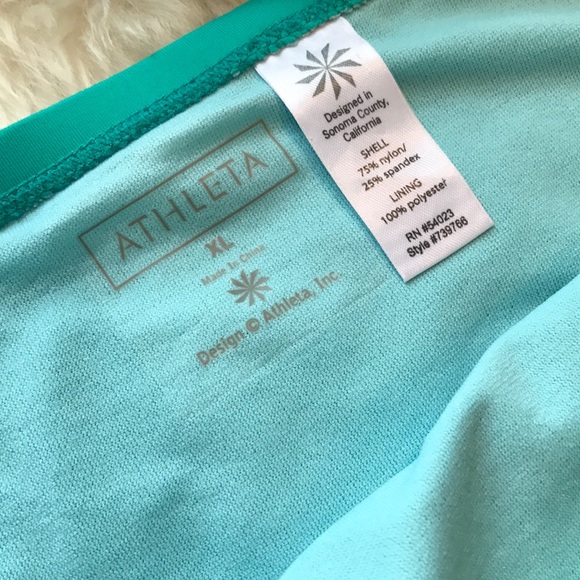 ATHLETA
XL
Made in China
Design © Athleta, Inc.
Designed in
Sonoma County,
California
SHELL
75% nylon/
25% spandex
LINING
100% polyester
RN #54023
Style #739766